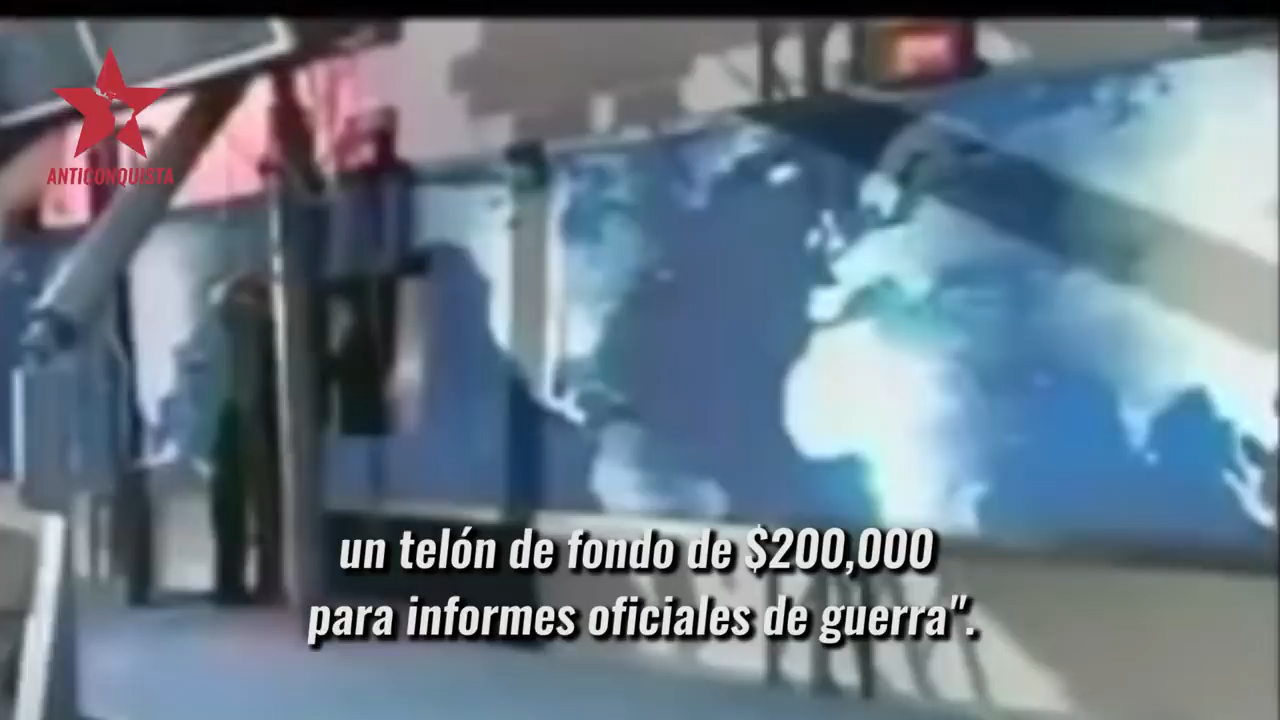 ANTICONQUISTA
un telón de fondo de $200,000
para informes oficiales de guerra".